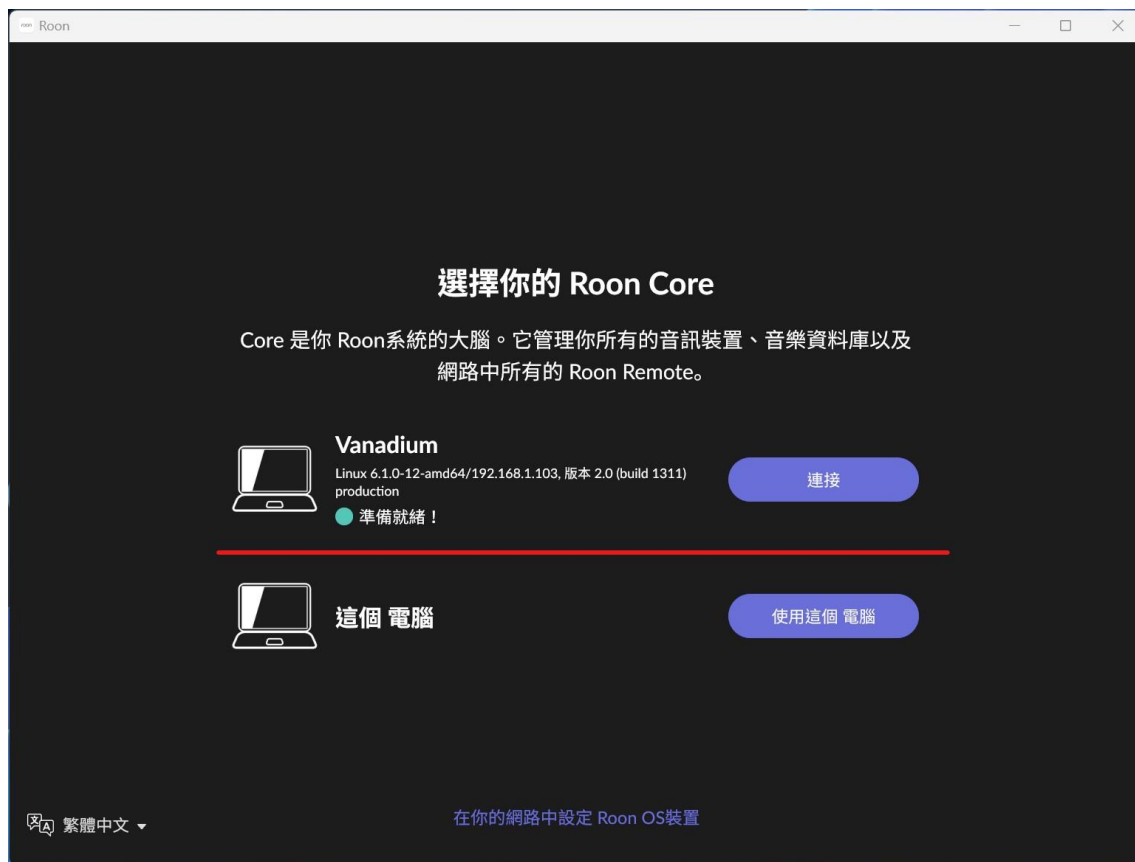 Roon
選擇你的 Roon Core
Core 是你 Roon系統的大腦。它管理你所有的音訊裝置、音樂資料庫以及
網路中所有的 Roon Remote。
Vanadium
Linux 6.1.0-12-amd64/192.168.1.103, 版本 2.0 (build 1311)
production
準備就緒！
連接
這個 電腦
使用這個 電腦
繁體中文
在你的網路中設定 Roon OS裝置